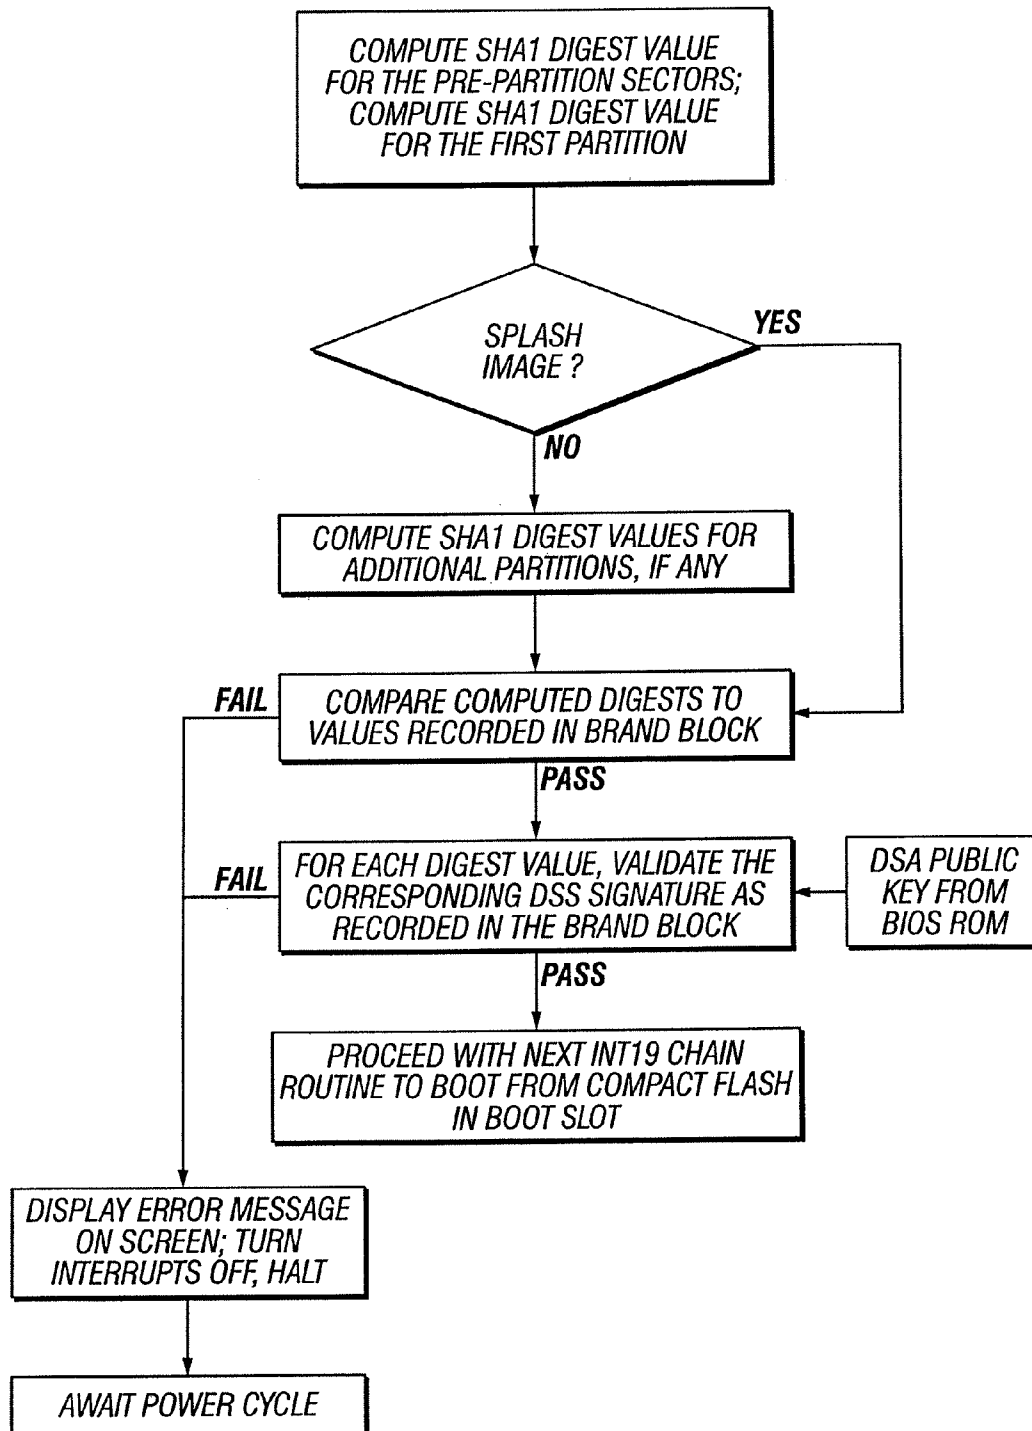 COMPUTE SHA1 DIGEST VALUE
FOR THE PRE-PARTITION SECTORS;
COMPUTE SHA1 DIGEST VALUE
FOR THE FIRST PARTITION
SPLASH
IMAGE ?
YES
NO
COMPUTE SHA1 DIGEST VALUES FOR
ADDITIONAL PARTITIONS, IF ANY
FAIL
COMPARE COMPUTED DIGESTS TO
VALUES RECORDED IN BRAND BLOCK
PASS
FAIL
FOR EACH DIGEST VALUE, VALIDATE THE
CORRESPONDING DSS SIGNATURE AS
RECORDED IN THE BRAND BLOCK
DSA PUBLIC
KEY FROM
BIOS ROM
PASS
PROCEED WITH NEXT INT19 CHAIN
ROUTINE TO BOOT FROM COMPACT FLASH
IN BOOT SLOT
DISPLAY ERROR MESSAGE
ON SCREEN; TURN
INTERRUPTS OFF, HALT
AWAIT POWER CYCLE